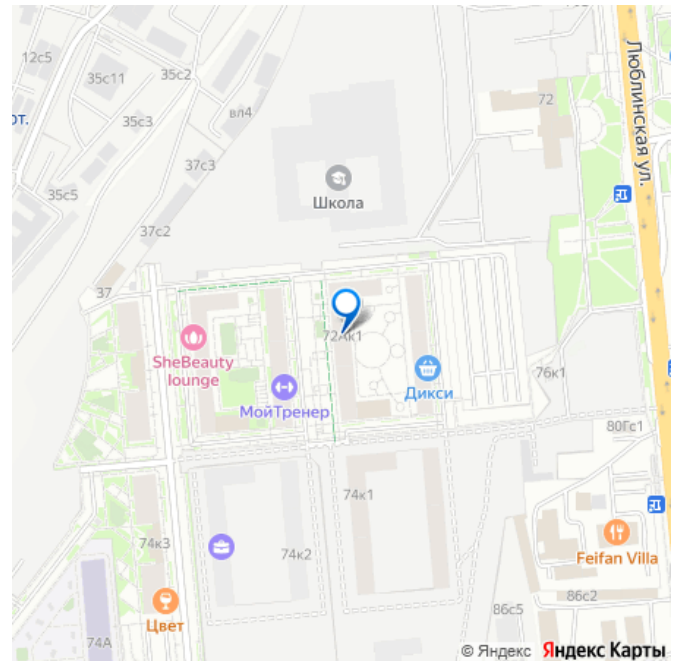 12с5
35с11
35с2
35с3
вл4
от.
37с3
35с5
Школа
37с2
72
Люблинская ул.
37
72Ак1
SheBeauty
lounge
МойТренер
Дикси
76к1
80Гс1
74к1
74к3
74к2
Feifan Villa
Цвет
86с5
86с2
74А
© Яндекс Яндекс Карты